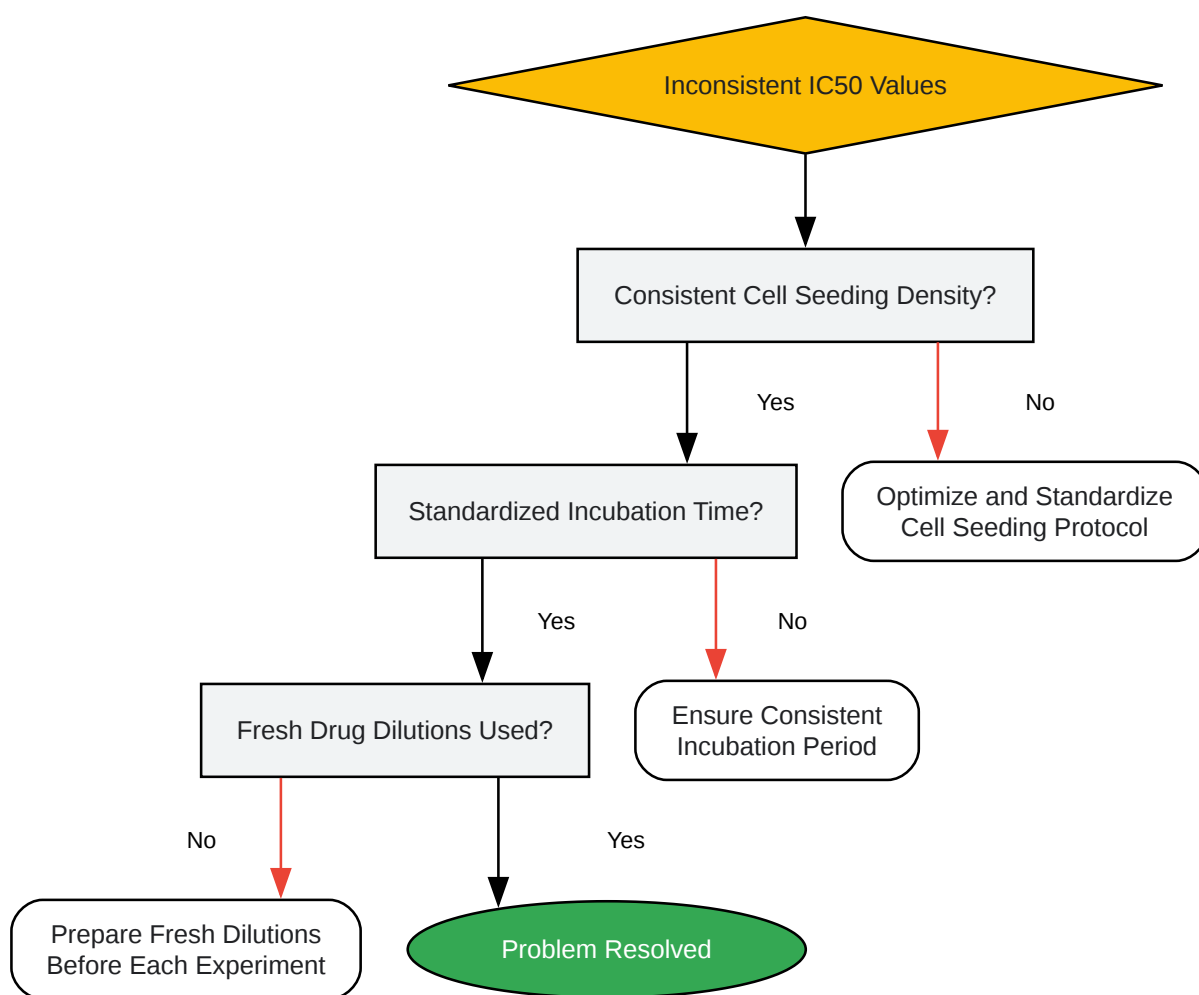 Inconsistent IC50 Values
Consistent Cell Seeding Density?
Yes
No
Standardized Incubation Time?
Optimize and Standardize
Cell Seeding Protocol
Yes
No
Fresh Drug Dilutions Used?
Ensure Consistent
Incubation Period
No
Yes
Prepare Fresh Dilutions
Before Each Experiment
Problem Resolved